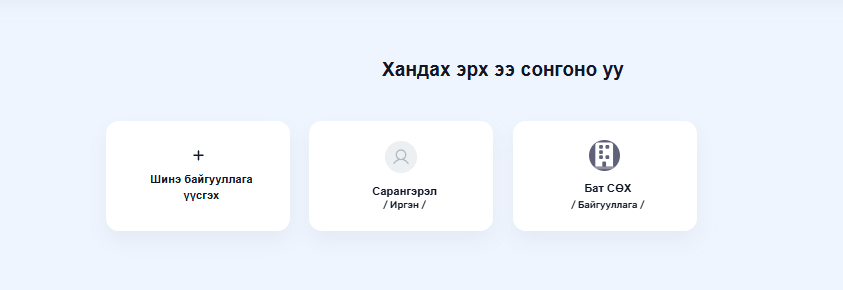 Хандах эрх ээ сонгоно уу
+
Шинэ байгууллага
үүсгэх
Сарангэрэл
/ Иргэн /
Бат СӨХ
/ Байгууллага /